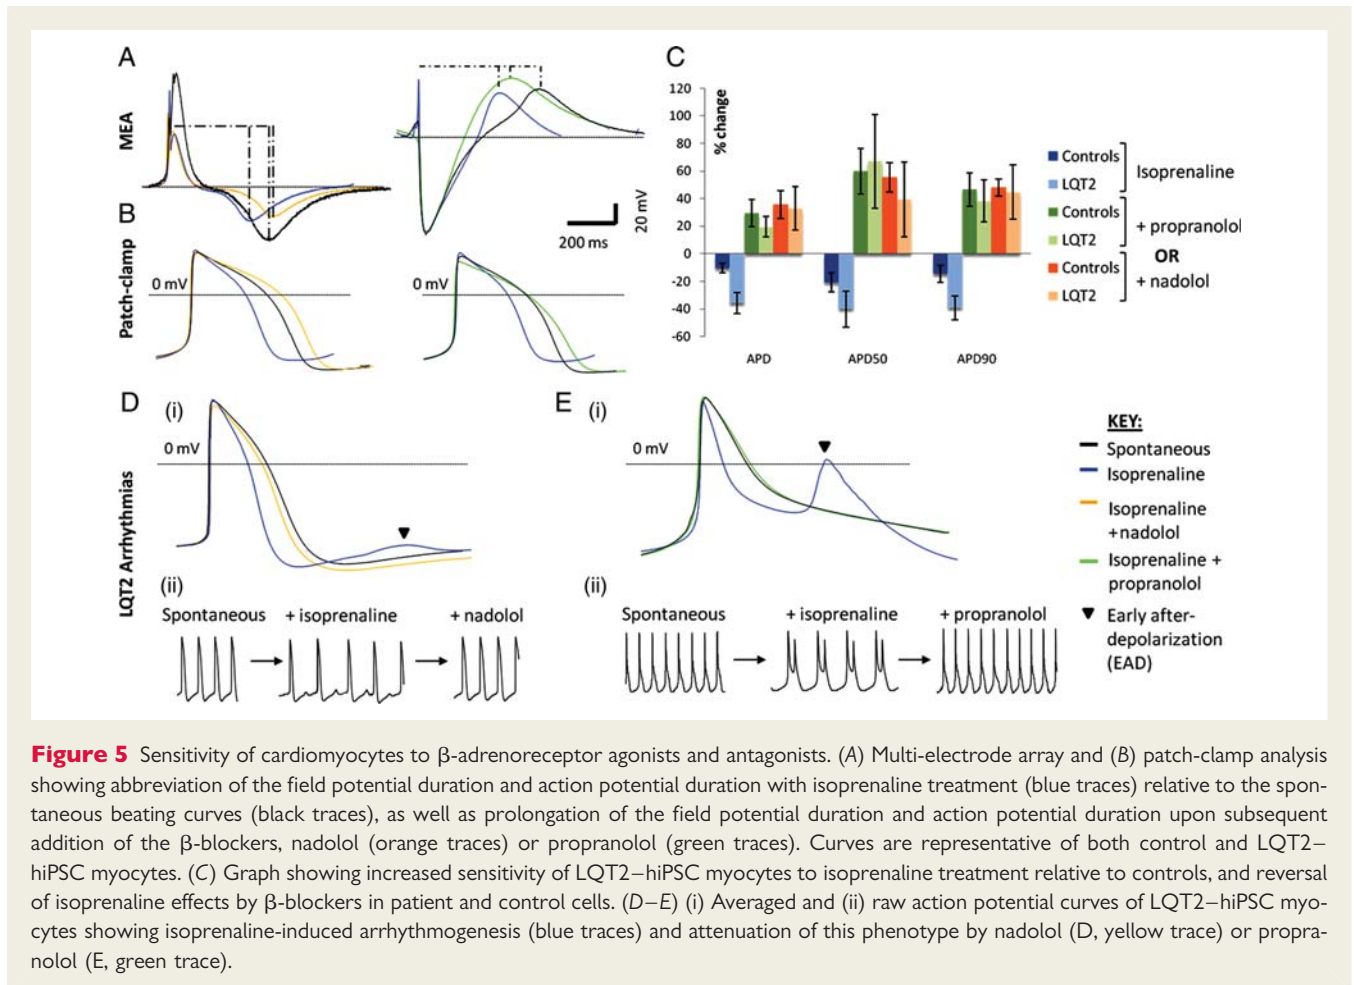 A
MEA
200 ms
20 mV
B
Patch-clamp
0 mV
0 mV
C
% change
120
100
80
60
40
20
0
-20
-40
-60
APD
APD50
APD90
Controls
LQT2
Isoprenaline
Controls
LQT2
+ propranolol
OR
Controls
LQT2
+ nadolol
LQT2 Arrhythmias
D
(i)
0 mV
(ii)
Spontaneous
+ isoprenaline
+ nadolol
E
(i)
0 mV
(ii)
Spontaneous
+ isoprenaline
+ propranolol
KEY:
Spontaneous
Isoprenaline
Isoprenaline
+nadolol
Isoprenaline +
propranolol
Early after-
depolarization
(EAD)
Figure 5 Sensitivity of cardiomyocytes to β-adrenoreceptor agonists and antagonists. (A) Multi-electrode array and (B) patch-clamp analysis
showing abbreviation of the field potential duration and action potential duration with isoprenaline treatment (blue traces) relative to the spon-
taneous beating curves (black traces), as well as prolongation of the field potential duration and action potential duration upon subsequent
addition of the β-blockers, nadolol (orange traces) or propranolol (green traces). Curves are representative of both control and LQT2–
hiPSC myocytes. (C) Graph showing increased sensitivity of LQT2–hiPSC myocytes to isoprenaline treatment relative to controls, and reversal
of isoprenaline effects by β-blockers in patient and control cells. (D–E) (i) Averaged and (ii) raw action potential curves of LQT2–hiPSC myo-
cytes showing isoprenaline-induced arrhythmogenesis (blue traces) and attenuation of this phenotype by nadolol (D, yellow trace) or propra-
nolol (E, green trace).